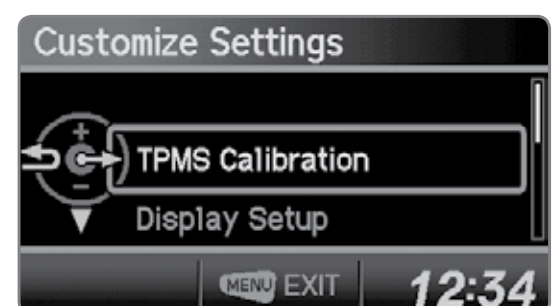 Customize Settings
+
TPMS Calibration
−
Display Setup
MENU EXIT 12:34